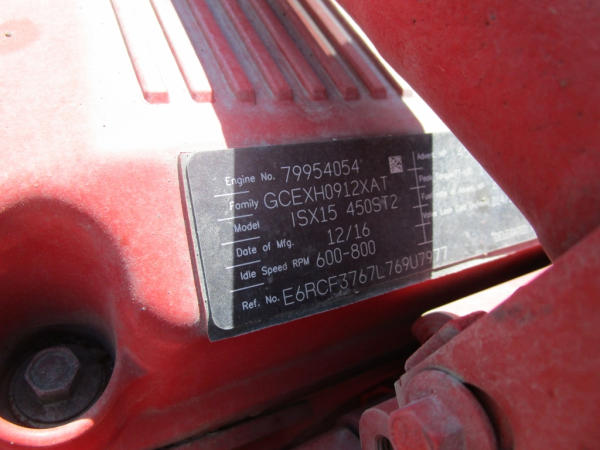 Engine No. 79954054
Family GCEXH0912XAT
Model ISX15 450ST2
Date of Mfg. 12/16
Idle Speed RPM 600-800
Ref. No. E6RCF3767L769U7977